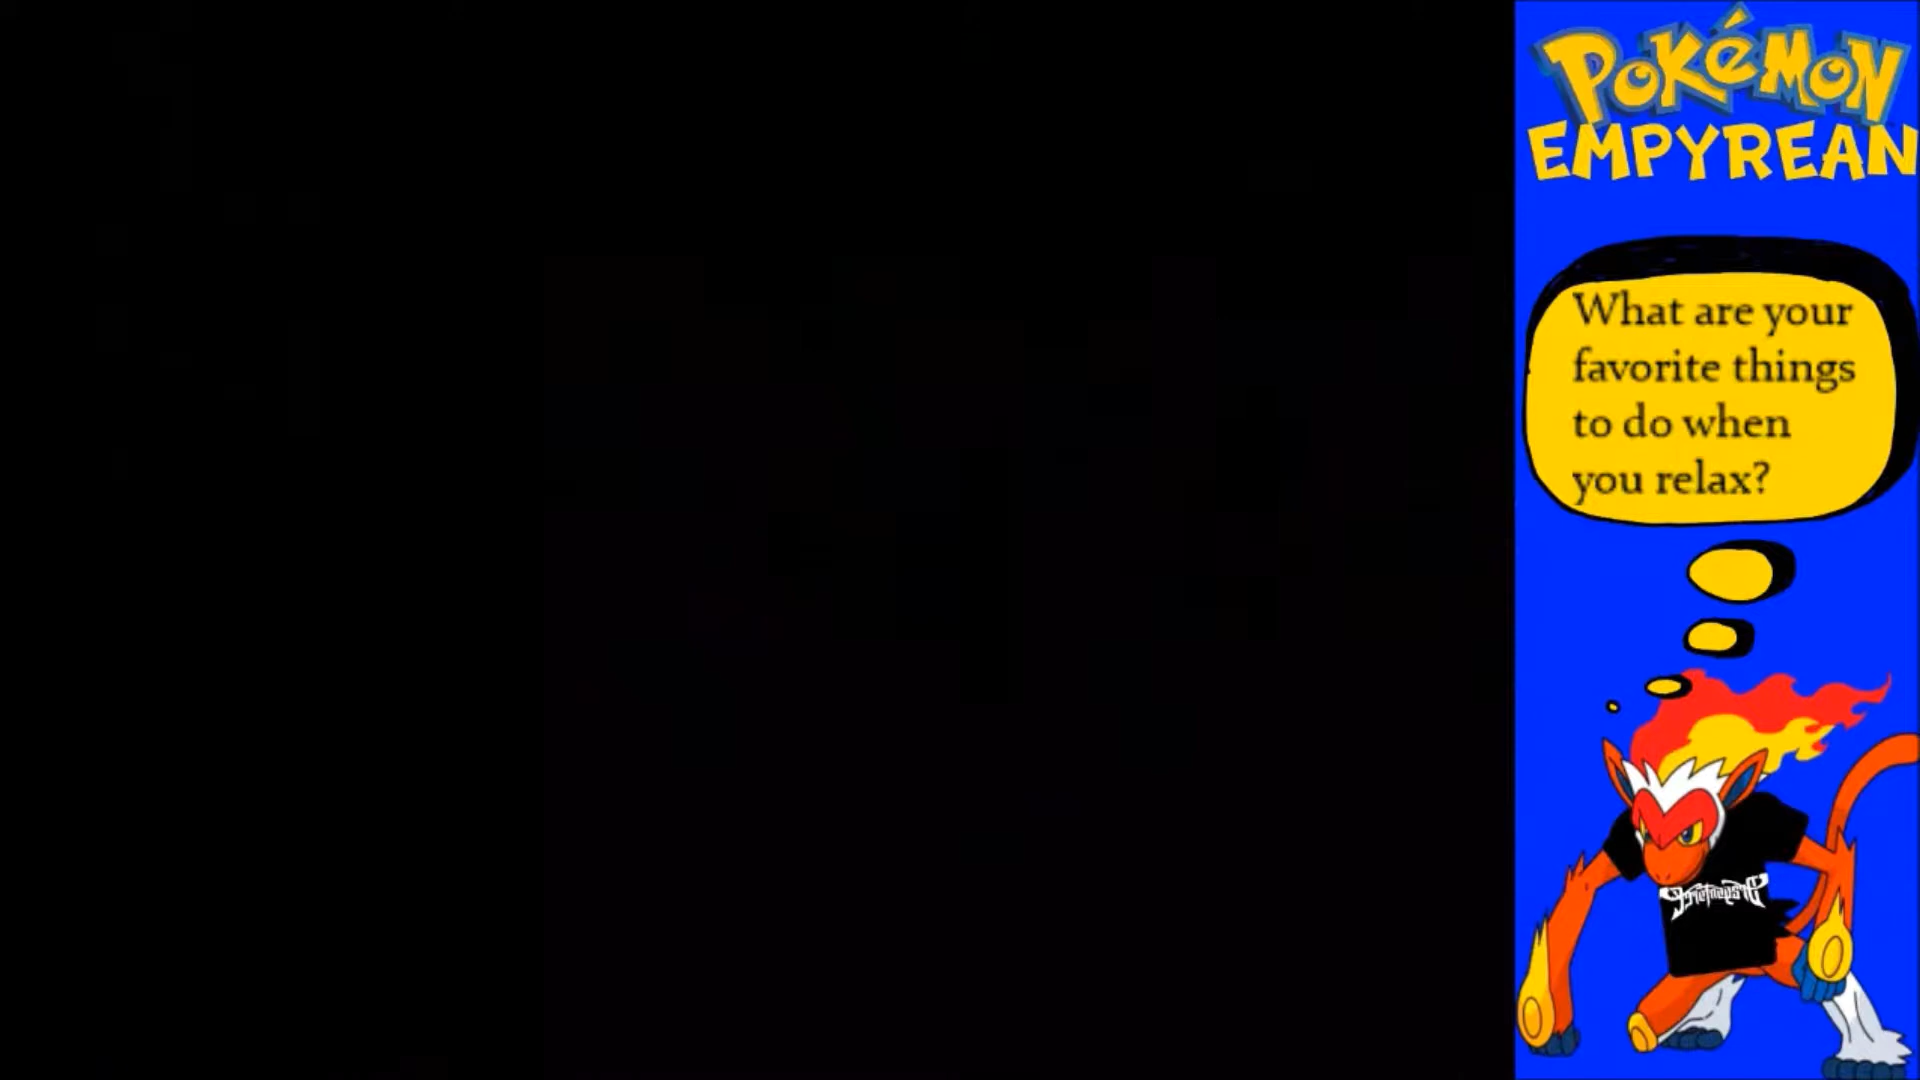 POKéMON
EMPYREAN
What are your
favorite things
to do when
you relax?